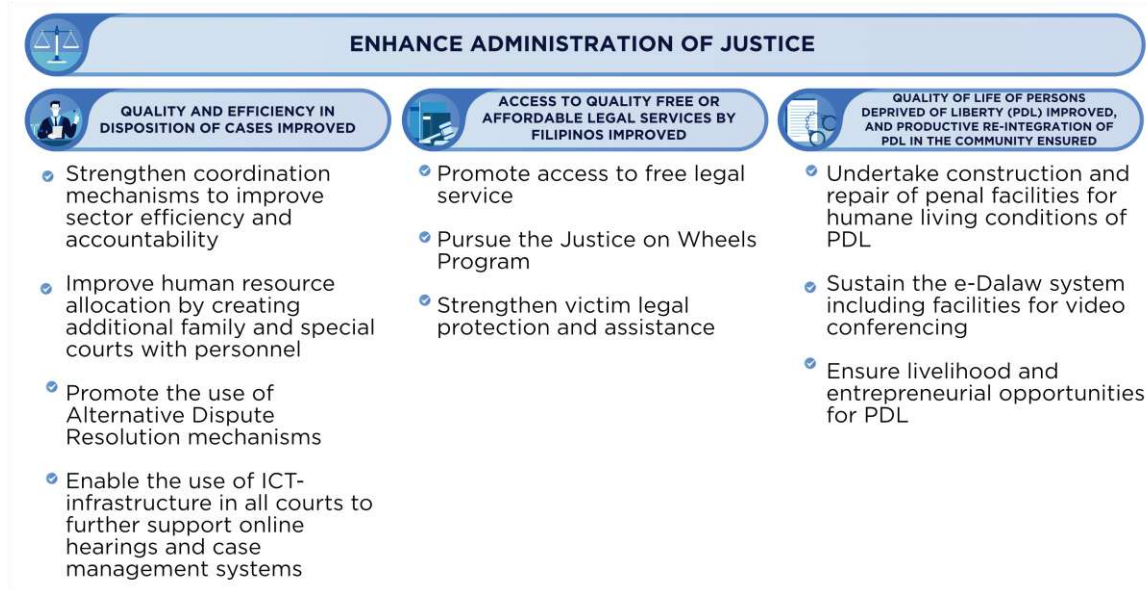 ENHANCE ADMINISTRATION OF JUSTICE
QUALITY AND EFFICIENCY IN
DISPOSITION OF CASES IMPROVED
Strengthen coordination
mechanisms to improve
sector efficiency and
accountability
Improve human resource
allocation by creating
additional family and special
courts with personnel
Promote the use of
Alternative Dispute
Resolution mechanisms
Enable the use of ICT-
infrastructure in all courts to
further support online
hearings and case
management systems
ACCESS TO QUALITY FREE OR
AFFORDABLE LEGAL SERVICES BY
FILIPINOS IMPROVED
Promote access to free legal
service
Pursue the Justice on Wheels
Program
Strengthen victim legal
protection and assistance
QUALITY OF LIFE OF PERSONS
DEPRIVED OF LIBERTY (PDL) IMPROVED,
AND PRODUCTIVE RE-INTEGRATION OF
PDL IN THE COMMUNITY ENSURED
Undertake construction and
repair of penal facilities for
humane living conditions of
PDL
Sustain the e-Dalaw system
including facilities for video
conferencing
Ensure livelihood and
entrepreneurial opportunities
for PDL